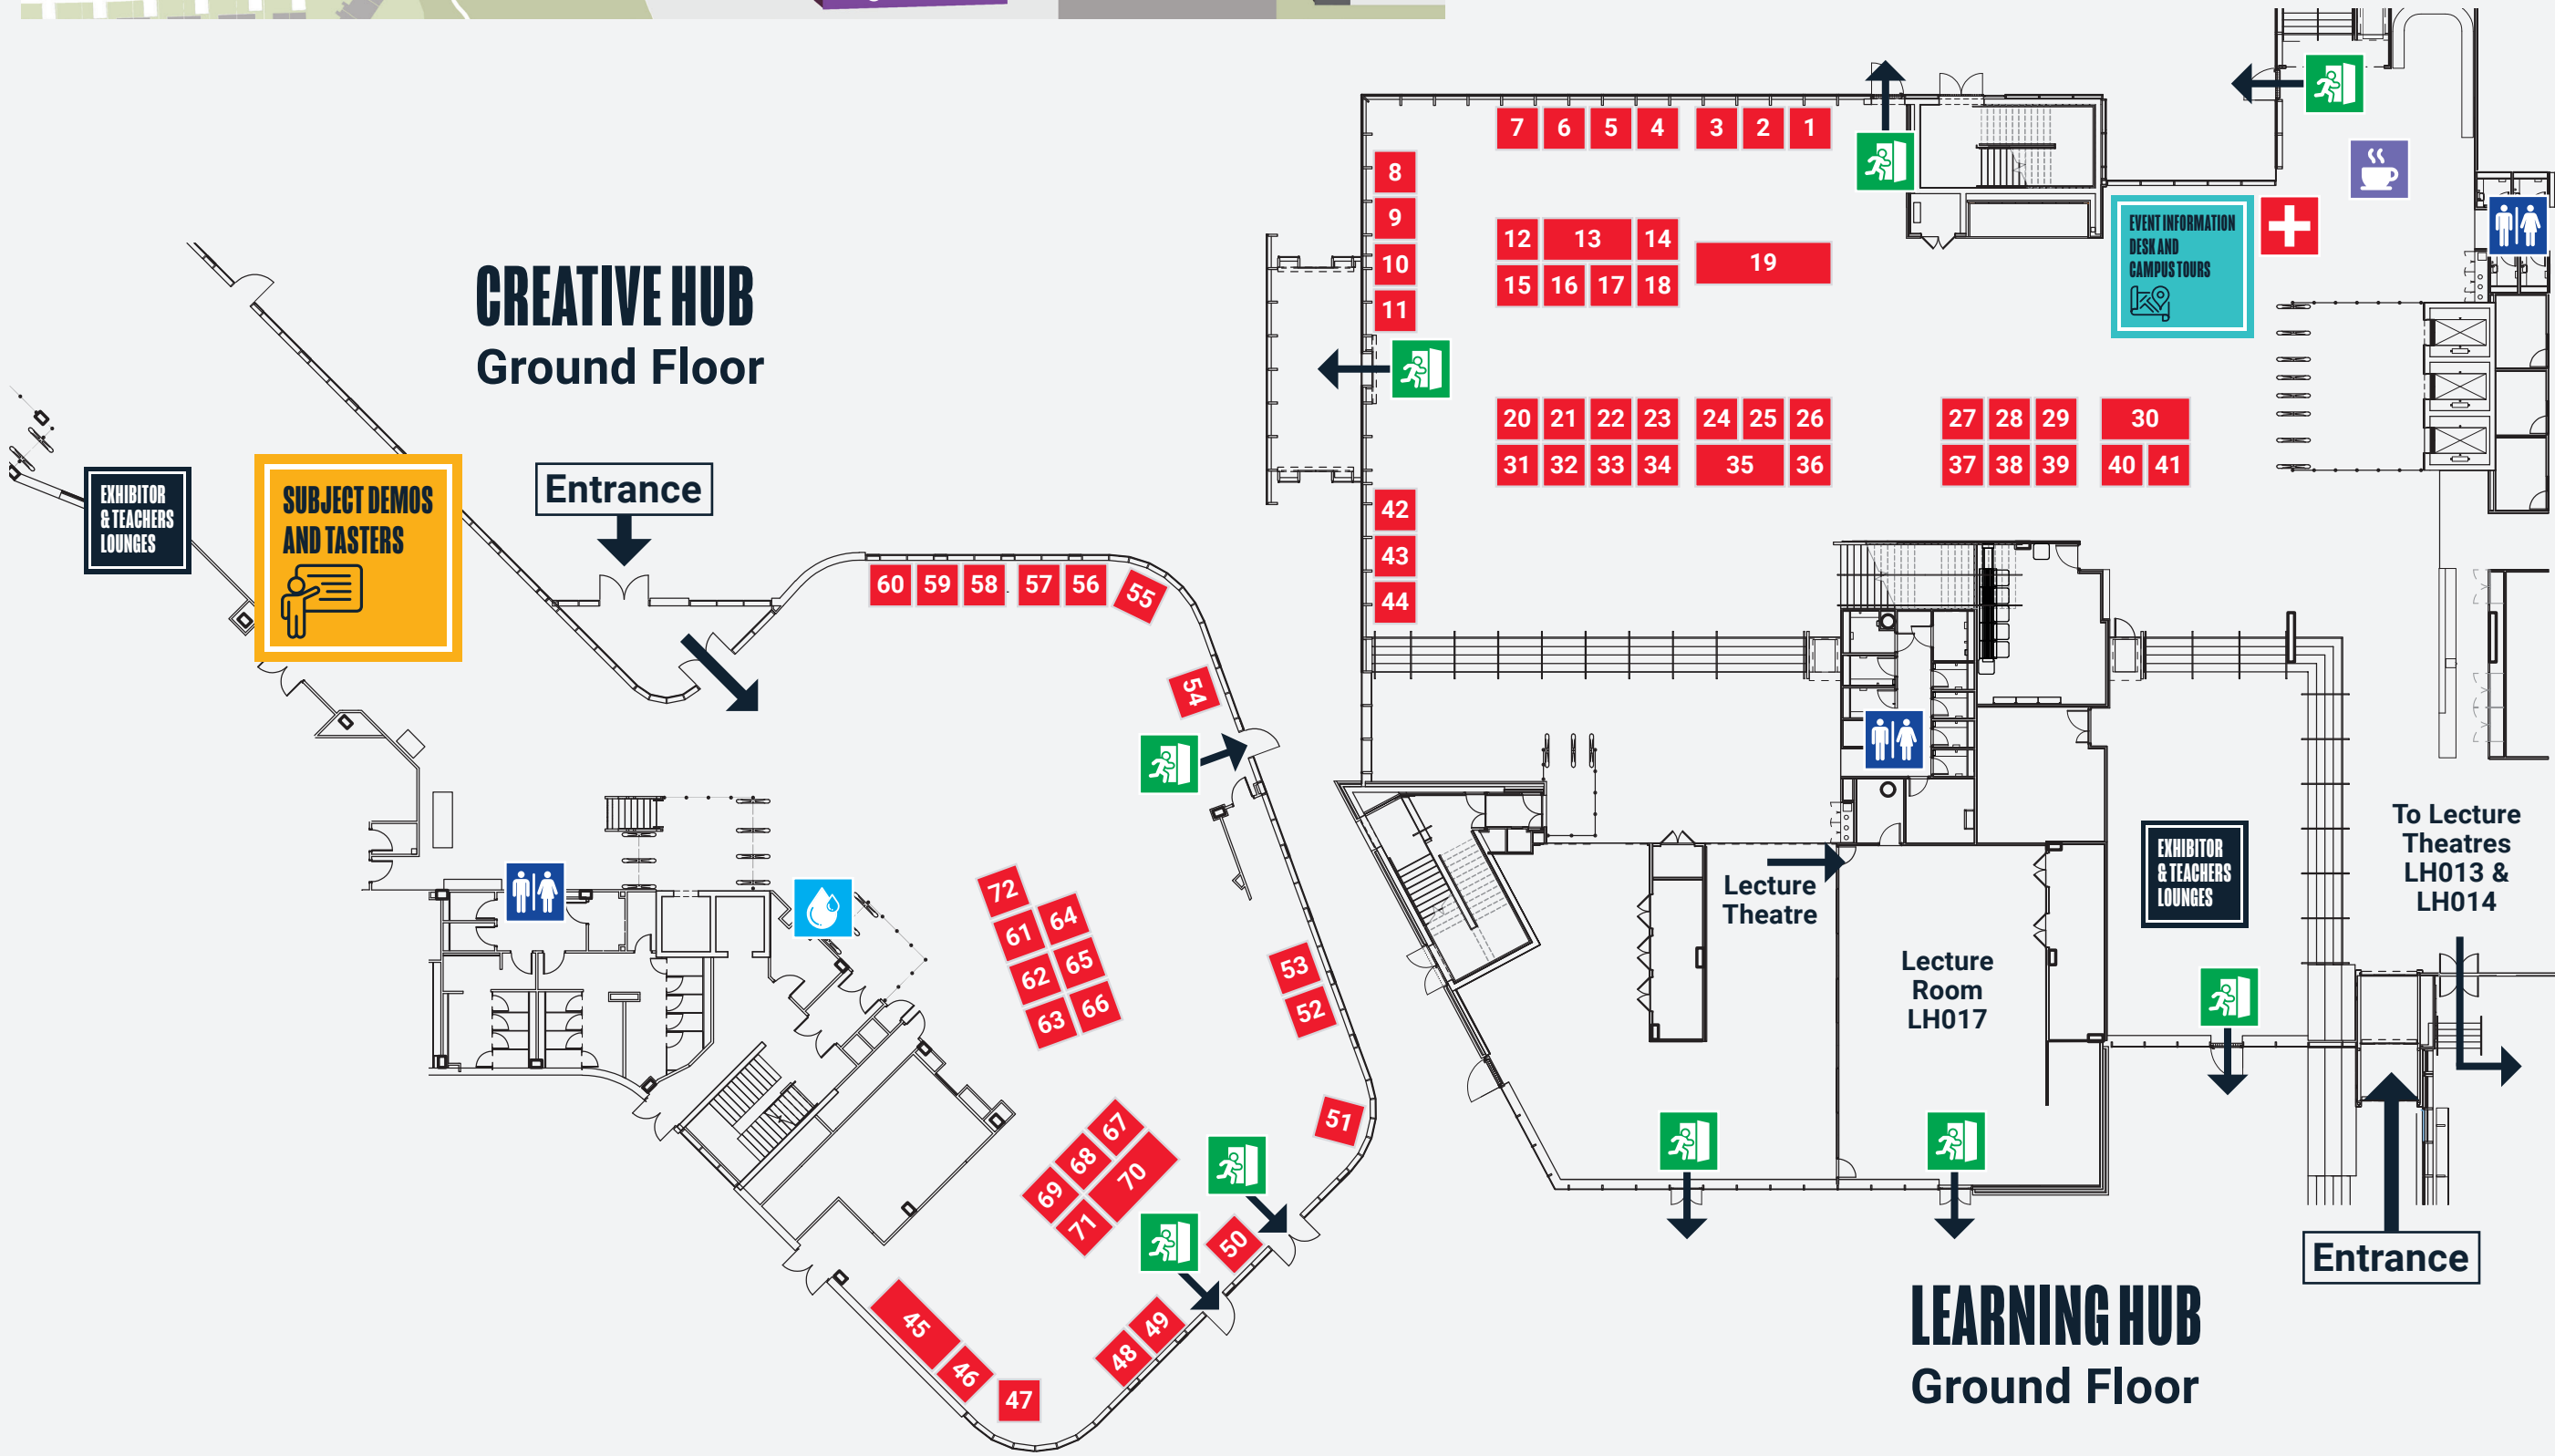 CREATIVE HUB
Ground Floor
Entrance
EXHIBITOR
& TEACHERS
LOUNGES
SUBJECT DEMOS
AND TASTERS
60 59 58 57 56 55
54
72
61 64
62 65
63 66
53
52
51
67
68 70
69
71
50
49
48
45
46
47
7 6 5 4 3 2 1
8
9
10
11
12 13 14
15 16 17 18
19
EVENT INFORMATION
DESK AND
CAMPUS TOURS
20 21 22 23 24 25 26 27 28 29 30
31 32 33 34 35 36 37 38 39 40 41
42
43
44
Lecture
Theatre
Lecture
Room
LH017
EXHIBITOR
& TEACHERS
LOUNGES
To Lecture
Theatres
LH013 &
LH014
Entrance
LEARNING HUB
Ground Floor